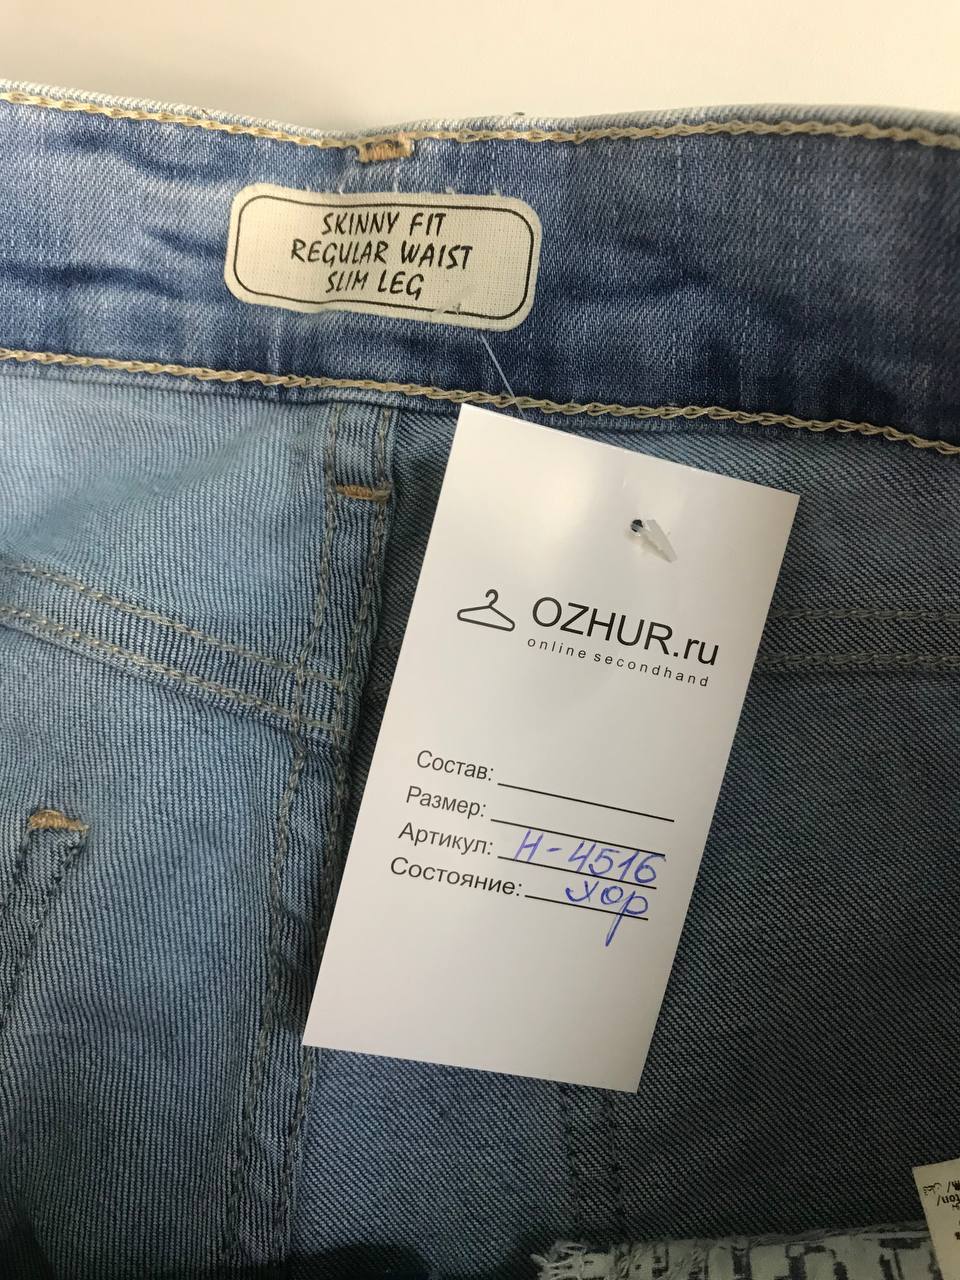 SKINNY FIT
REGULAR WAIST
SLIM LEG
OZHUR.ru
online secondhand
Состав:
Размер:
Артикул: Н-4516
Состояние: хор